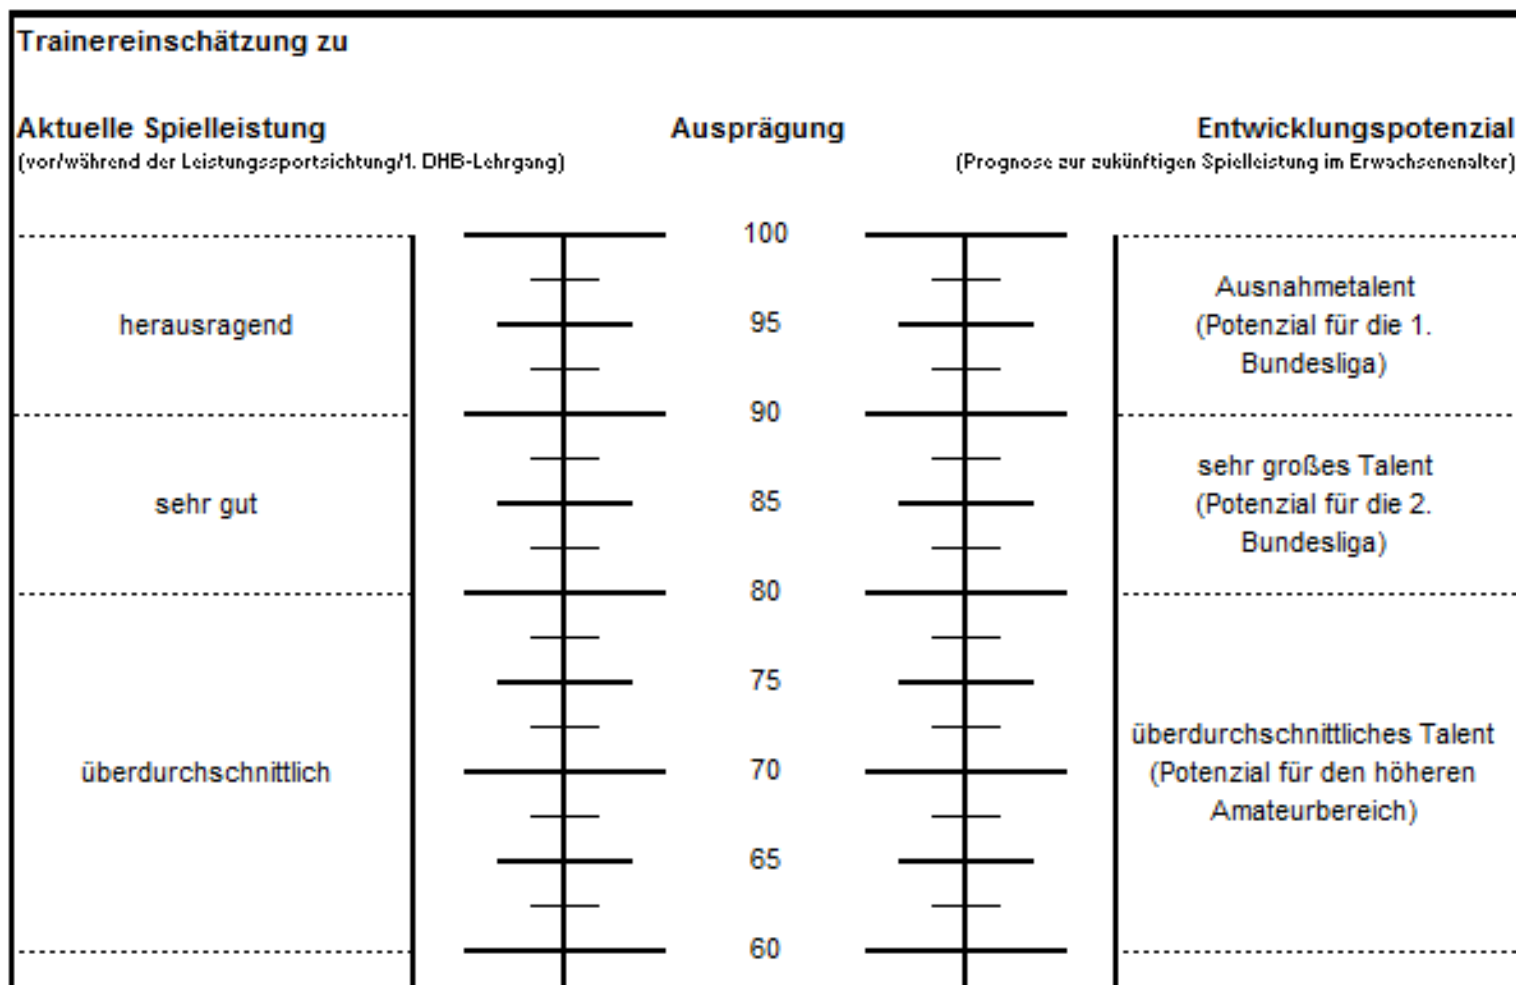 Trainereinschätzung zu
Aktuelle Spielleistung
Ausprägung
Entwicklungspotenzial
(vor/während der Leistungssportsichtung/1. DHB-Lehrgang)
(Prognose zur zukünftigen Spielleistung im Erwachsenenalter)
100
Ausnahmetalent
herausragend
95
(Potenzial für die 1.
Bundesliga)
90
sehr großes Talent
sehr gut
85
(Potenzial für die 2.
Bundesliga)
80
75
überdurchschnittliches Talent
überdurchschnittlich
70
(Potenzial für den höheren
Amateurbereich)
65
60